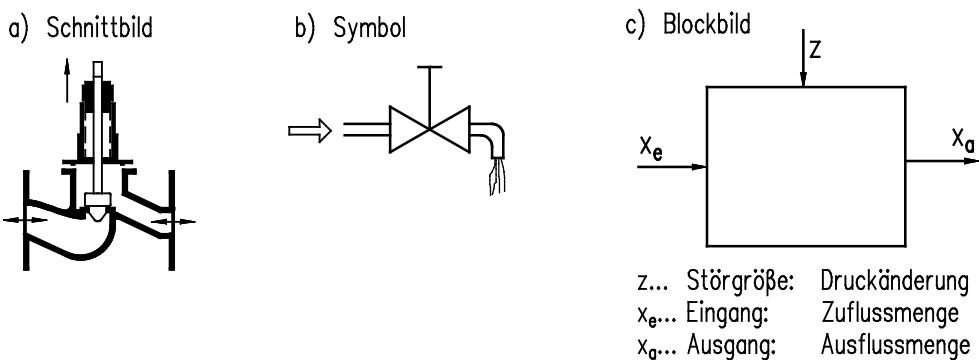 a) Schnittbild
b) Symbol
c) Blockbild
z
xe
xa
z... Störgröße: Druckänderung
xe... Eingang: Zuflussmenge
xa... Ausgang: Ausflussmenge